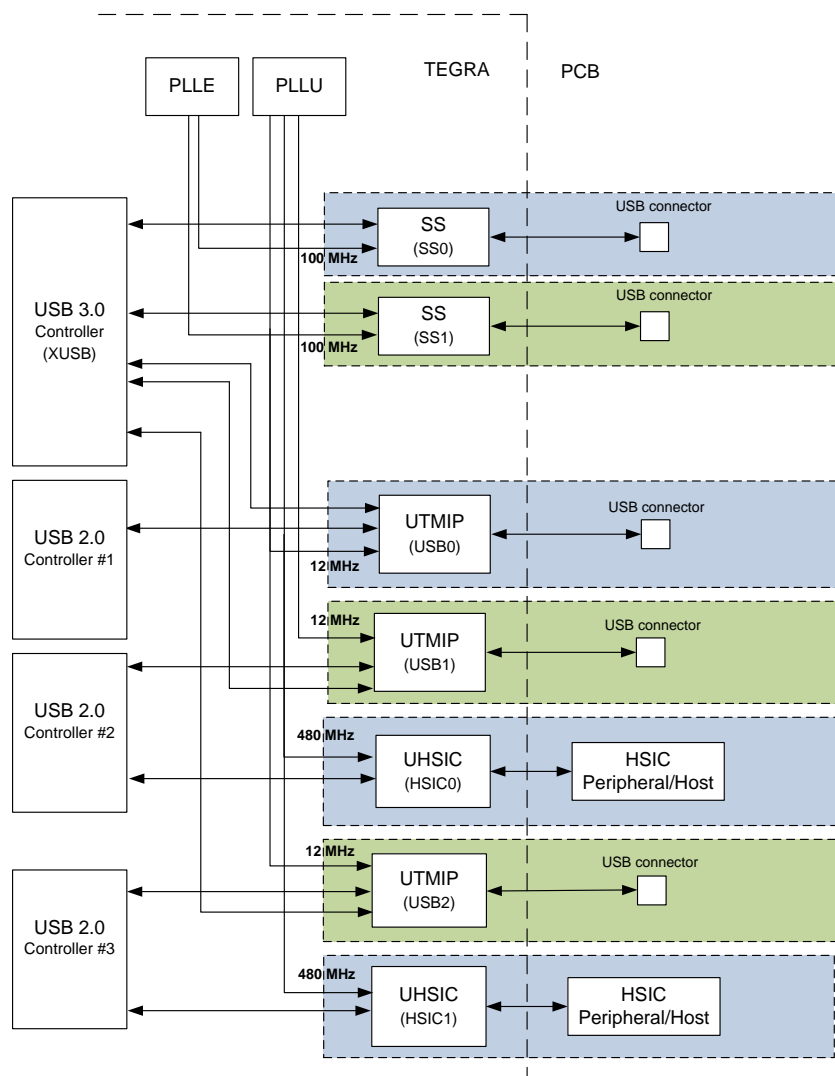 TEGRA
PCB
PLLE
PLLU
USB connector
SS
(SS0)
100 MHz
USB connector
USB 3.0
Controller
(XUSB)
SS
(SS1)
100 MHz
USB connector
USB 2.0
Controller #1
UTMIP
(USB0)
12 MHz
12 MHz
USB connector
UTMIP
(USB1)
USB 2.0
Controller #2
480 MHz
UHSIC
(HSIC0)
HSIC
Peripheral/Host
12 MHz
USB connector
UTMIP
(USB2)
USB 2.0
Controller #3
480 MHz
UHSIC
(HSIC1)
HSIC
Peripheral/Host